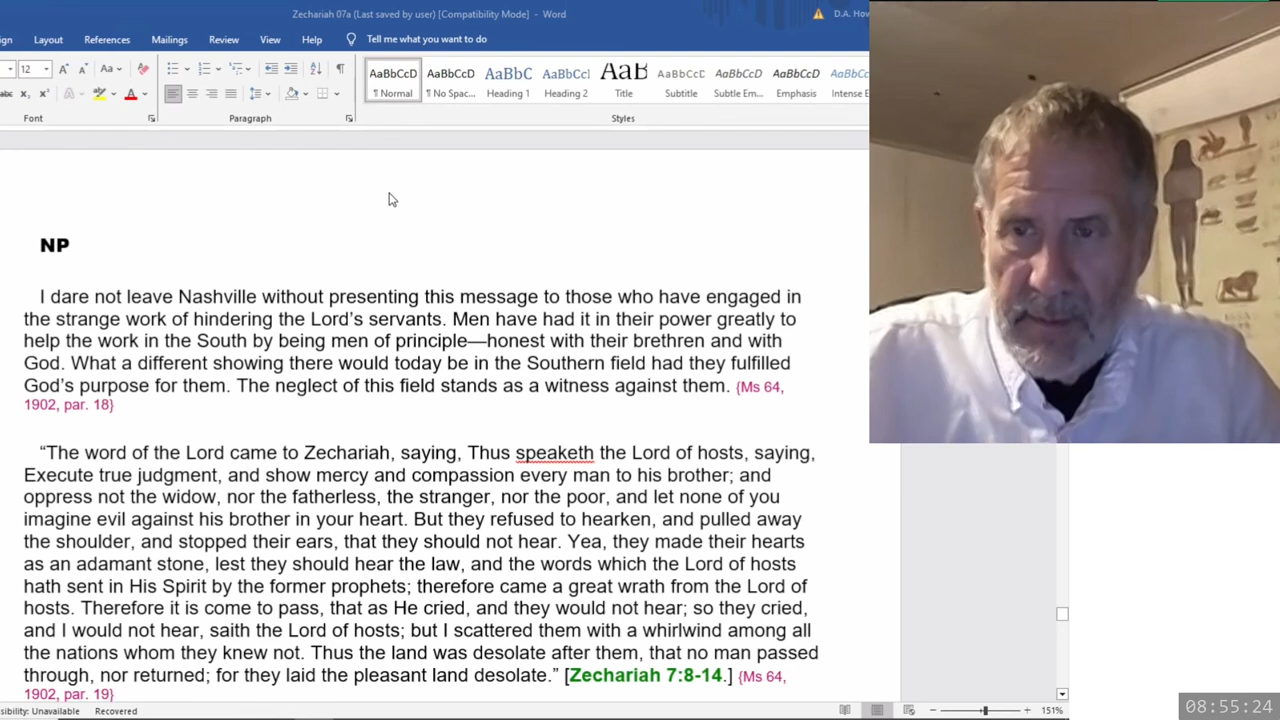 Zechariah 07a (Last saved by user) [Compatibility Mode] - Word
D.A. How
ign Layout References Mailings Review View Help Tell me what you want to do
12
Aa
AaBbCcD AaBbCcD AaBbC AaBbCcI AaB AaBbCcD AaBbCcD AaBbCcD AaBbCc
¶ Normal ¶ No Spac... Heading 1 Heading 2 Title Subtitle Subtle Em... Emphasis Intense E
Font Paragraph Styles
NP
I dare not leave Nashville without presenting this message to those who have engaged in
the strange work of hindering the Lord’s servants. Men have had it in their power greatly to
help the work in the South by being men of principle—honest with their brethren and with
God. What a different showing there would today be in the Southern field had they fulfilled
God’s purpose for them. The neglect of this field stands as a witness against them. {Ms 64,
1902, par. 18}
“The word of the Lord came to Zechariah, saying, Thus speaketh the Lord of hosts, saying,
Execute true judgment, and show mercy and compassion every man to his brother; and
oppress not the widow, nor the fatherless, the stranger, nor the poor, and let none of you
imagine evil against his brother in your heart. But they refused to hearken, and pulled away
the shoulder, and stopped their ears, that they should not hear. Yea, they made their hearts
as an adamant stone, lest they should hear the law, and the words which the Lord of hosts
hath sent in His Spirit by the former prophets; therefore came a great wrath from the Lord of
hosts. Therefore it is come to pass, that as He cried, and they would not hear; so they cried,
and I would not hear, saith the Lord of hosts; but I scattered them with a whirlwind among all
the nations whom they knew not. Thus the land was desolate after them, that no man passed
through, nor returned; for they laid the pleasant land desolate.” [Zechariah 7:8-14.] {Ms 64,
1902, par. 19}
sibility: Unavailable Recovered
151%
08:55:24